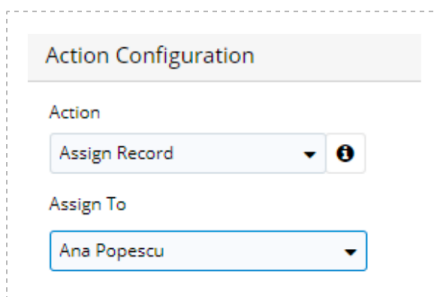 Action Configuration
Action
Assign Record
Assign To
Ana Popescu